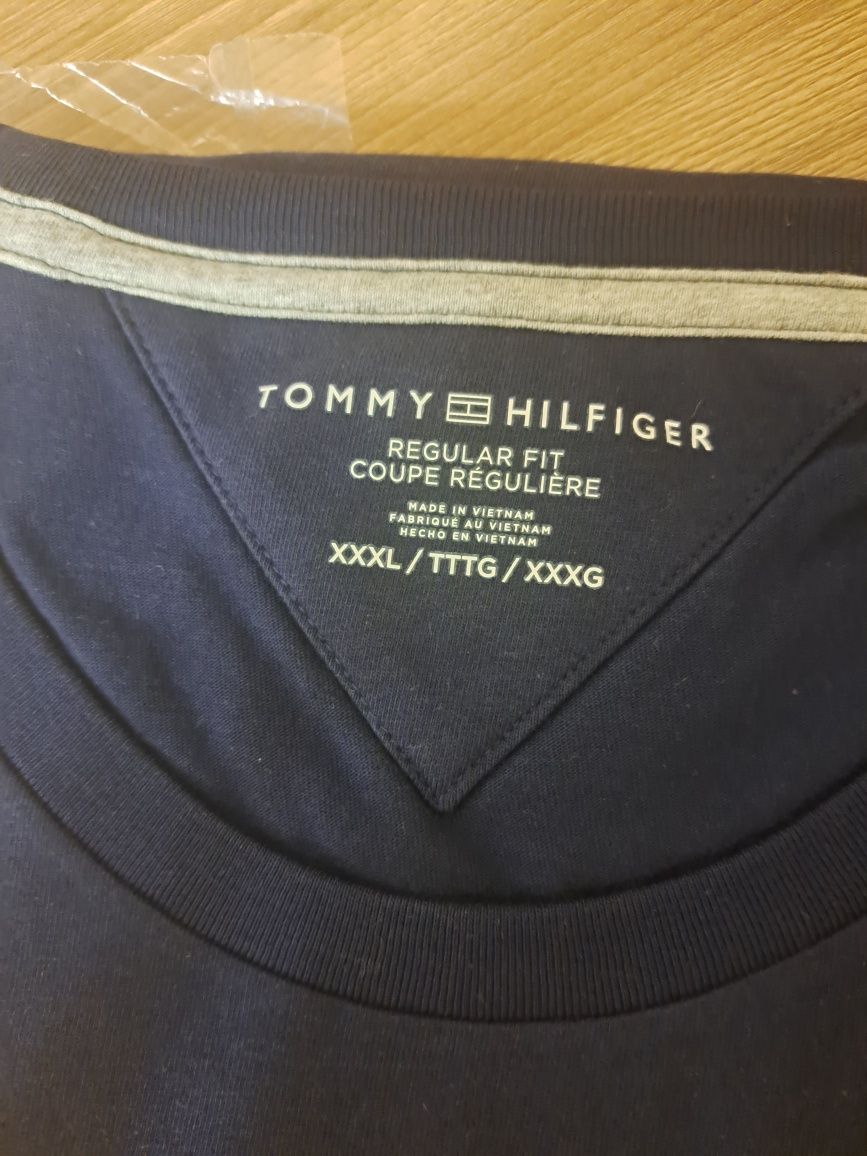 TOMMY HILFIGER
REGULAR FIT
COUPE RÉGULIÈRE
MADE IN VIETNAM
FABRIQUÉ AU VIETNAM
HECHO EN VIETNAM
XXXL / TTTG / XXXG